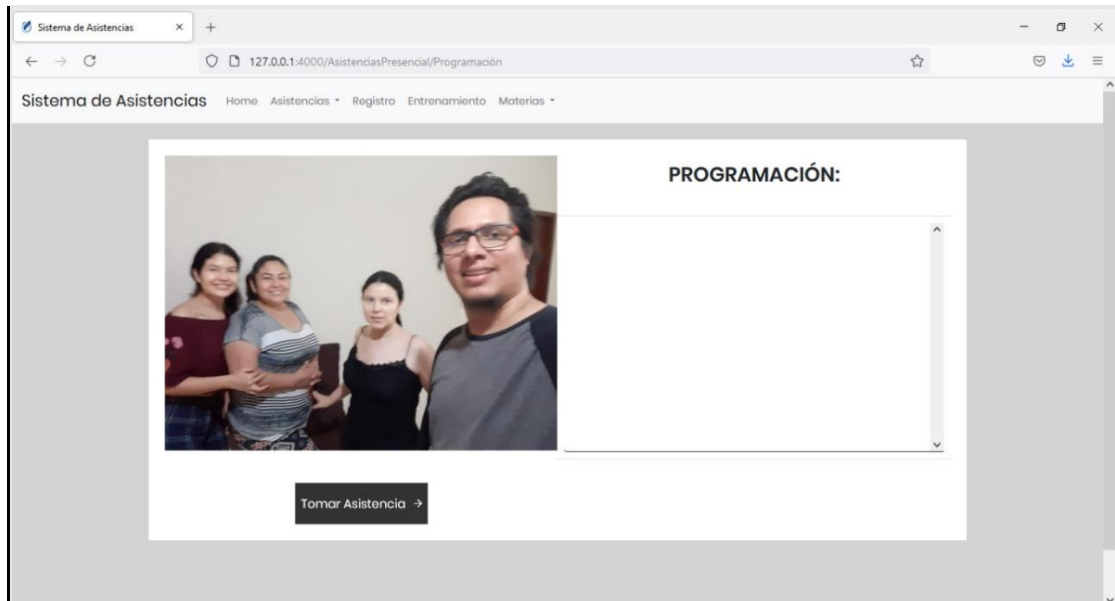 Sistema de Asistencias
127.0.0.1:4000/AsistenciasPresencial/Programación
Sistema de Asistencias Home Asistencias Registro Entrenamiento Materias
PROGRAMACIÓN:
Tomar Asistencia →